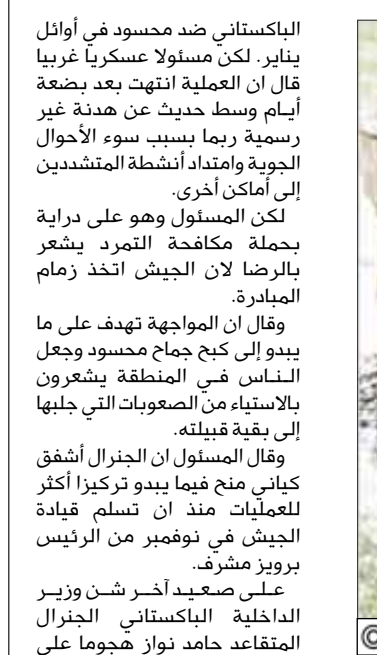 الباكستاني ضد محسود في أوائل
يناير. لكن مسئولا عسكريا غربيا
قال ان العملية انتهت بعد بضعة
أيام وسط حديث عن هدنة غير
رسمية ربما بسبب سوء الأحوال
الجوية وامتداد أنشطة المتشددين
إلى أماكن أخرى.
لكن المسئول وهو على دراية
بحملة مكافحة التمرد يشعر
بالرضا لان الجيش اتخذ زمام
المبادرة.
وقال ان المواجهة تهدف على ما
يبدو إلى كبح جماح محسود وجعل
الناس في المنطقة يشعرون
بالاستياء من الصعوبات التي جلبها
إلى بقية قبيلته.
وقال المسئول ان الجنرال أشفق
كياني منح فيما يبدو تركيزا أكثر
للعمليات منذ ان تسلم قيادة
الجيش في نوفمبر من الرئيس
برويز مشرف.
على صعيد آخر شن وزير
الداخلية الباكستاني الجنرال
المتقاعد حامد نواز هجوما على
©